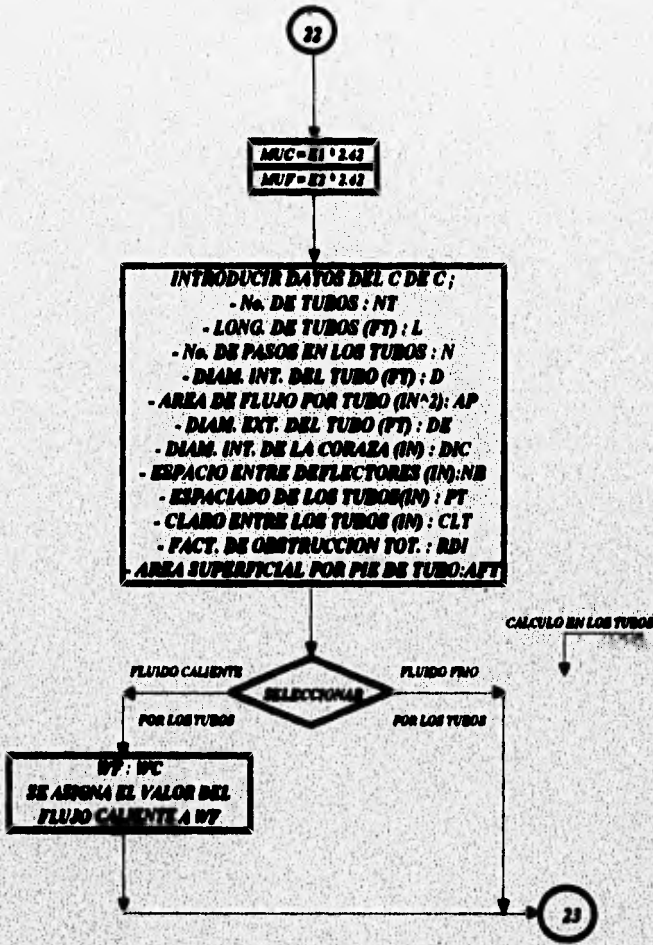 22
MUC = E1 * 2.42
MUF = E2 * 2.42
INTRODUCIR DATOS DEL C DE C ;
- No. DE TUBOS : NT
- LONG. DE TUBOS (FT) : L
- No. DE PASOS EN LOS TUBOS : N
- DIAM. INT. DEL TUBO (FT) : D
- AREA DE FLUJO POR TUBO (IN^2): AP
- DIAM. EXT. DEL TUBO (FT) : DE
- DIAM. INT. DE LA CORAZA (IN) : DIC
- ESPACIO ENTRE DEFLECTORES (IN):NB
- ESPACIADO DE LOS TUBOS(IN) : PT
- CLARO ENTRE LOS TUBOS (IN) : CLT
- FACT. DE OBSTRUCCION TOT. : RDI
- AREA SUPERFICIAL POR PIE DE TUBO:AFT
CALCULO EN LOS TUBOS
FLUIDO CALIENTE
SELECCIONAR
FLUIDO FRIO
POR LOS TUBOS
POR LOS TUBOS
WF : WC
SE ASIGNA EL VALOR DEL
FLUJO CALIENTE A WF
23